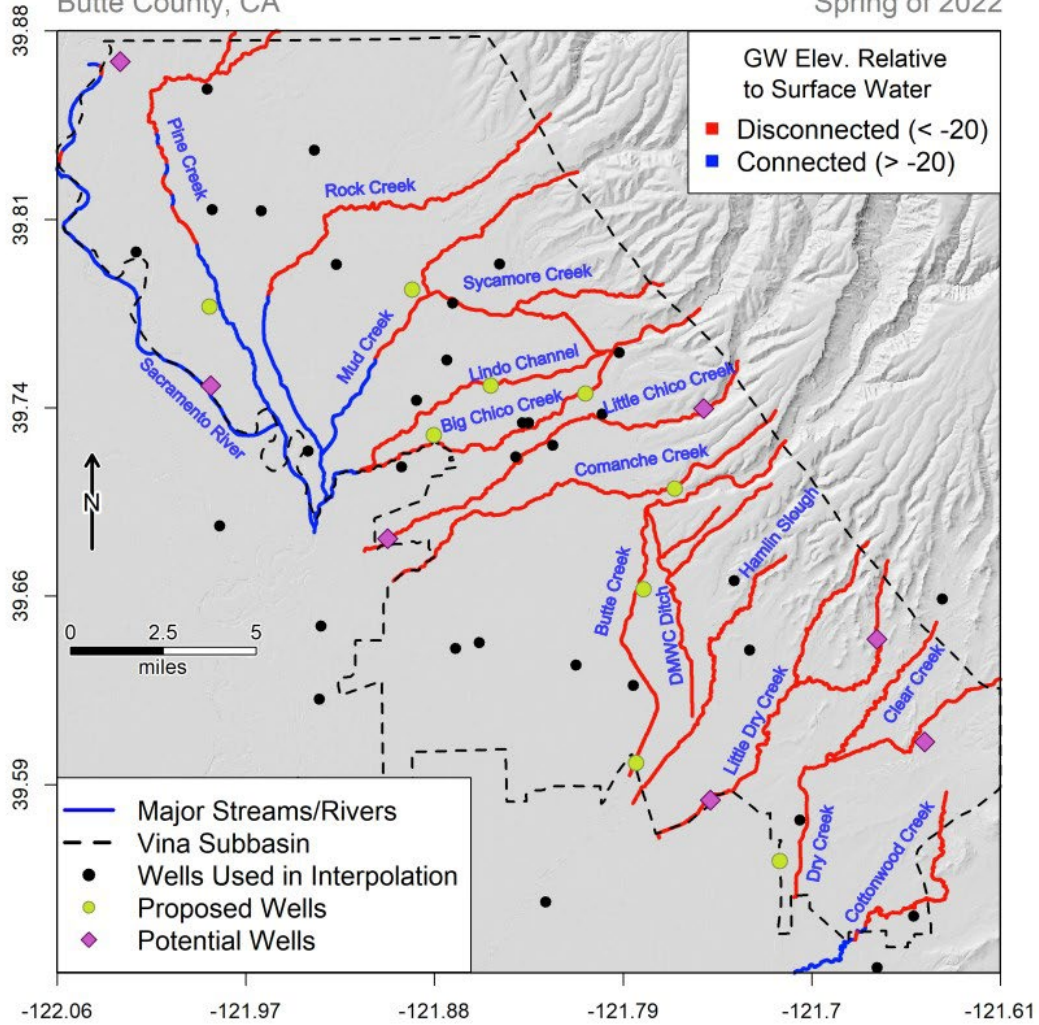 Butte County, CA
Spring of 2022
39.88
39.81
39.74
39.66
39.59
GW Elev. Relative
to Surface Water
Disconnected (< -20)
Connected (> -20)
Pine Creek
Rock Creek
Sycamore Creek
Mud Creek
Lindo Channel
Big Chico Creek
Little Chico Creek
Sacramento River
Comanche Creek
Hamlin Slough
Butte Creek
DMWC Ditch
Little Dry Creek
Clear Creek
Dry Creek
Cottonwood Creek
N
0 2.5 5
miles
Major Streams/Rivers
Vina Subbasin
Wells Used in Interpolation
Proposed Wells
Potential Wells
-122.06 -121.97 -121.88 -121.79 -121.7 -121.61